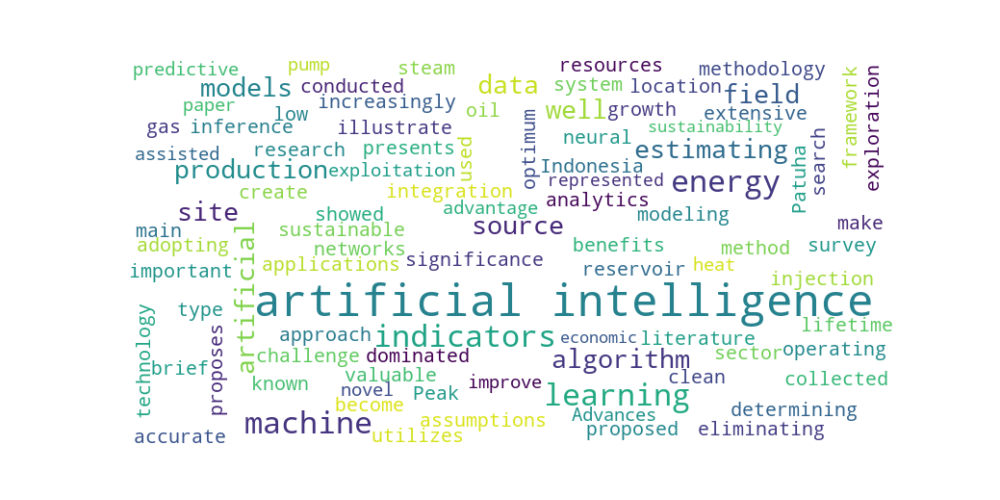 predictive
pump
steam
resources
methodology
models
conducted
data
system
location
field
paper
low
increasingly
oil
well
growth
extensive
gas
inference
illustrate
neural
sustainability
framework
exploration
assisted
research
presents
used
optimum
Indonesia
estimating
search
production
exploitation
represented
energy
Patuha
create
integration
analytics
site
showed
advantage
source
modeling
make
main
sustainable
adopting
networks
benefits
method
survey
important
applications
significance
reservoir
heat
injection
artificial
artificial intelligence
type
lifetime
technology
proposes
approach
indicators
economic
literature
challenge
dominated
algorithm
sector
operating
brief
known
valuable
novel
Peak
improve
learning
clean
collected
become
machine
assumptions
Advances
determining
accurate
utilizes
proposed
eliminating